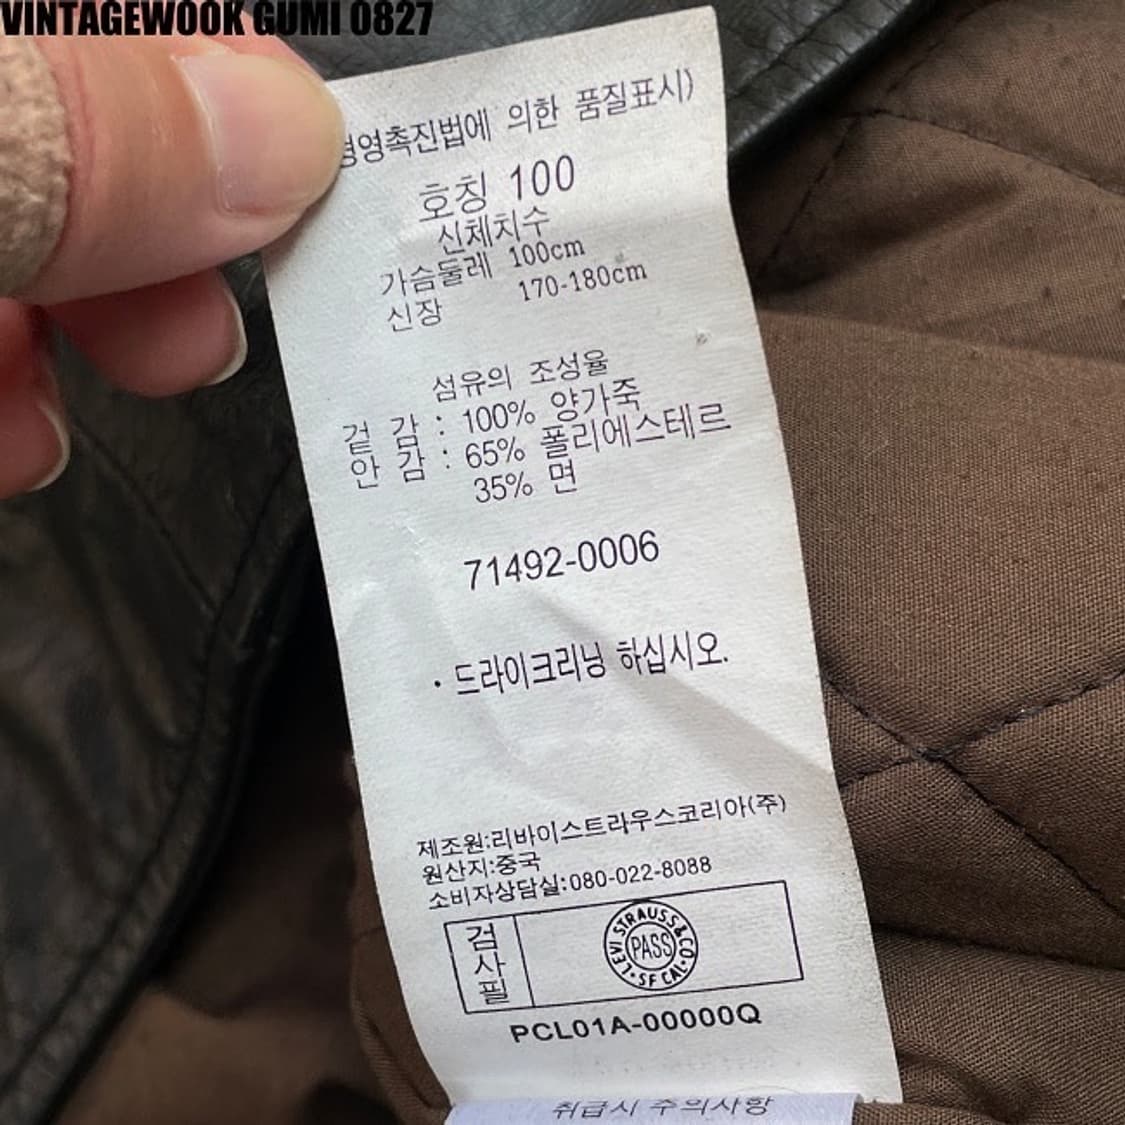 VINTAGEWOOK GUMI 0827
경영촉진법에 의한 품질표시)
호칭 100
신체치수
가슴둘레 100cm
신장 170-180cm
섬유의 조성율
겉 감 : 100% 양가죽
안 감 : 65% 폴리에스테르
35% 면
71492-0006
· 드라이크리닝 하십시오.
제조원:리바이스트라우스코리아(주)
원산지:중국
소비자상담실:080-022-8088
검사필
LEVI STRAUSS & CO
PASS
· SF CAL ·
PCL01A-00000Q
취급시 주의사항